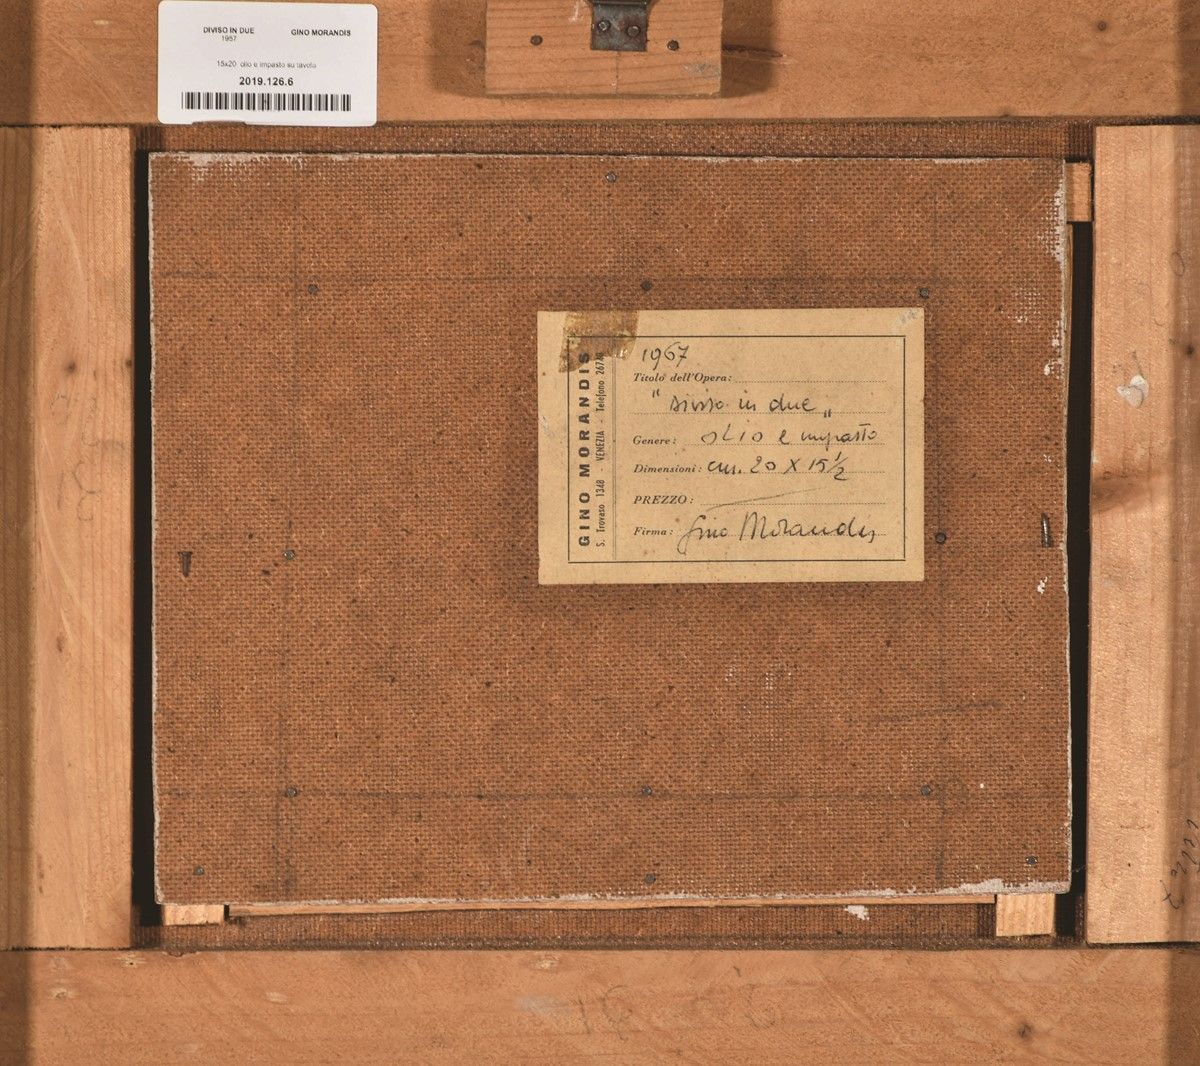 DIVISO IN DUE GINO MORANDIS
1957
15x20 olio e impasto su tavola
2019.126.6
GINO MORANDIS
S. Trovaso 1348 - VENEZIA - Telefono
1967
Titolo dell'Opera:
"Diviso in due"
Genere: olio e impasto
Dimensioni: cm. 20 X 15 1/2
PREZZO:
Firma: Gino Morandis